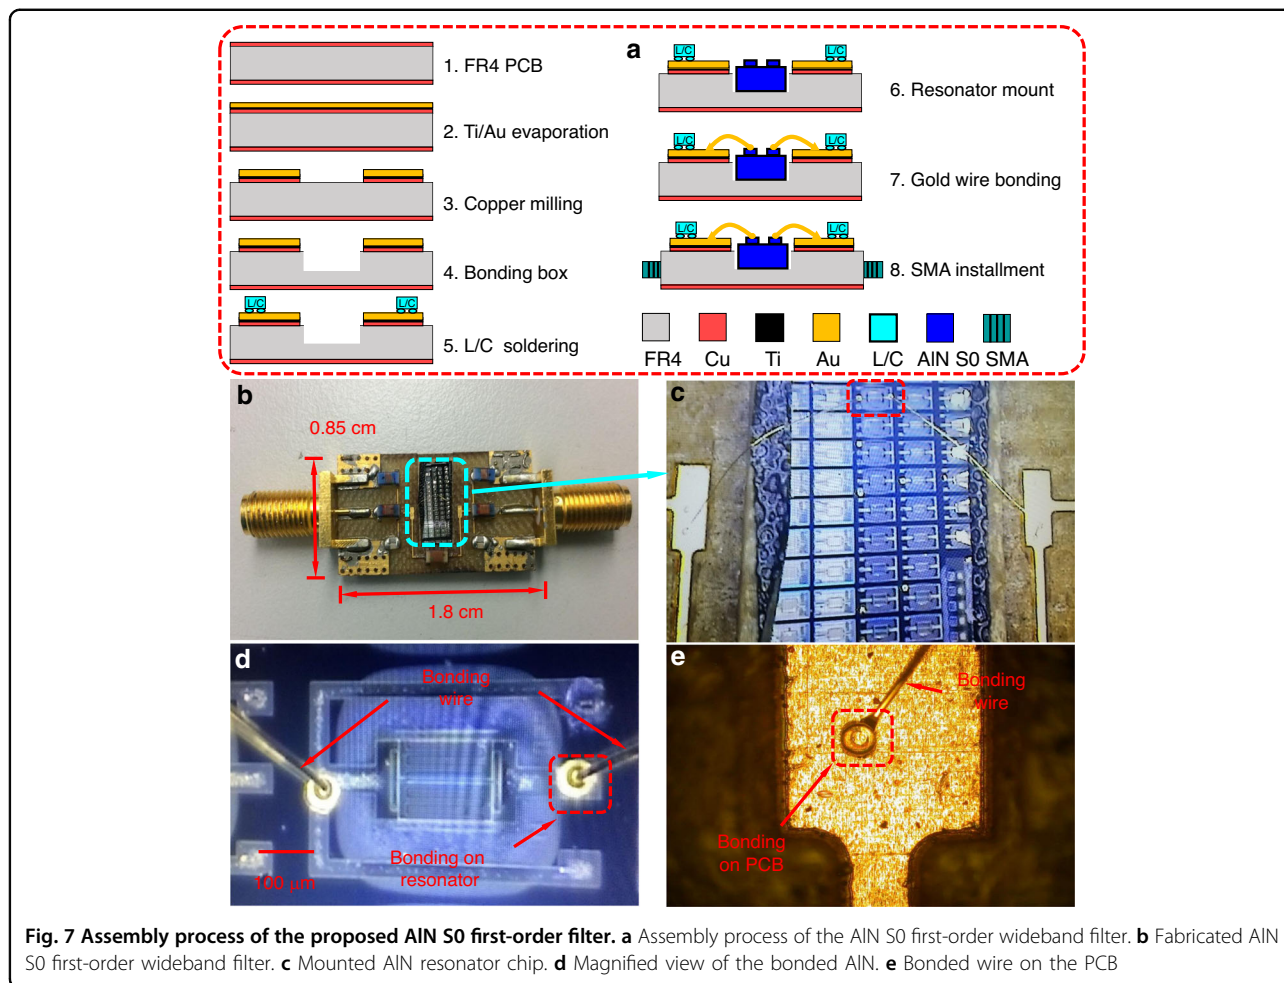 a
1. FR4 PCB
2. Ti/Au evaporation
3. Copper milling
4. Bonding box
L/C L/C
5. L/C soldering
L/C L/C
6. Resonator mount
L/C L/C
7. Gold wire bonding
L/C L/C
8. SMA installment
FR4 Cu Ti Au L/C AlN S0 SMA
b
0.85 cm
1.8 cm
c
d
Bonding
wire
Bonding on
resonator
100 μm
e
Bonding
wire
Bonding
on PCB
Fig. 7 Assembly process of the proposed AlN S0 first-order filter. a Assembly process of the AlN S0 first-order wideband filter. b Fabricated AlN
S0 first-order wideband filter. c Mounted AlN resonator chip. d Magnified view of the bonded AlN. e Bonded wire on the PCB